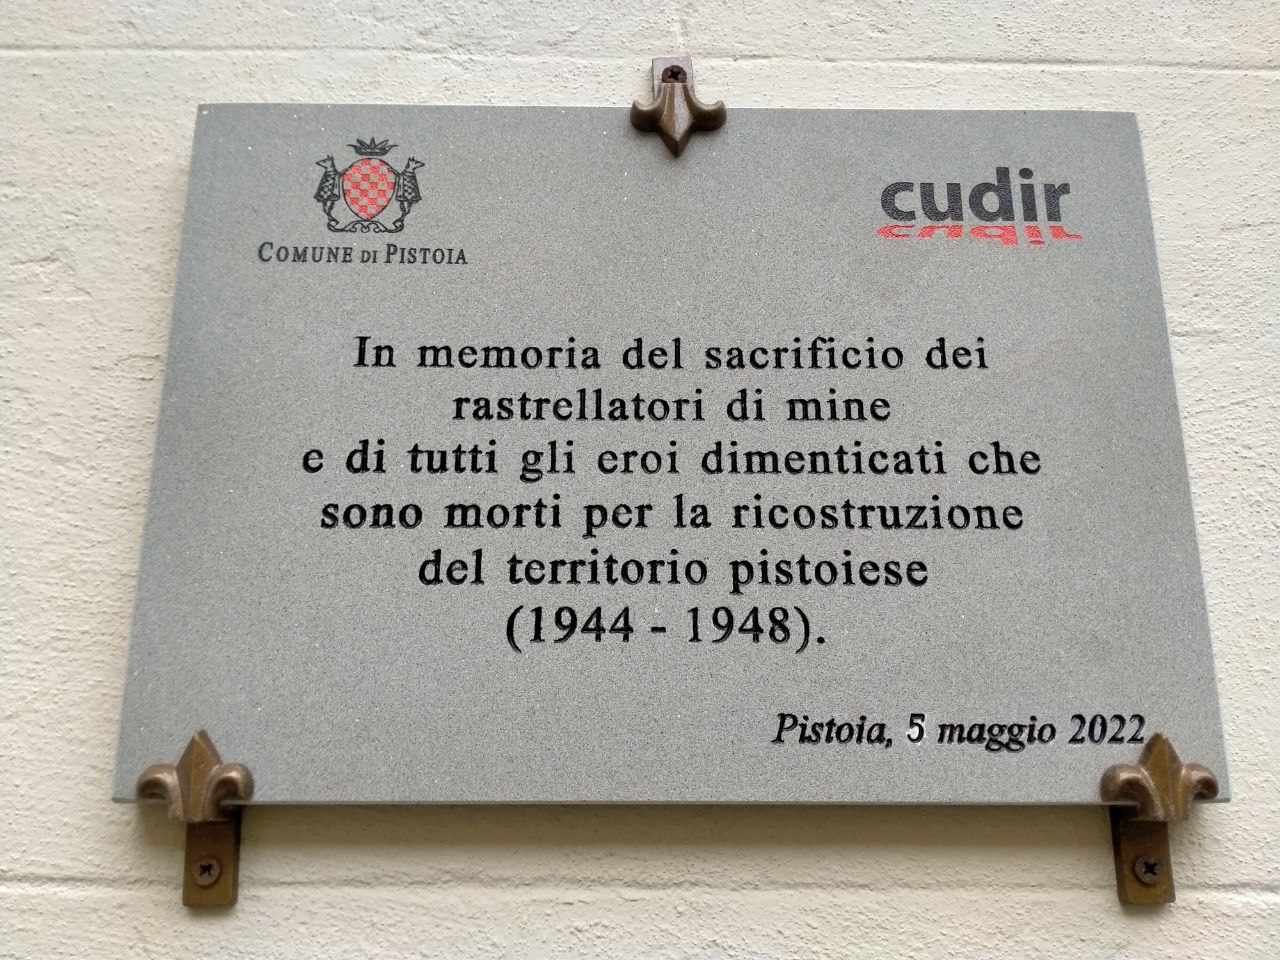 COMUNE DI PISTOIA
cudir
In memoria del sacrificio dei
rastrellatori di mine
e di tutti gli eroi dimenticati che
sono morti per la ricostruzione
del territorio pistoiese
(1944 - 1948).
Pistoia, 5 maggio 2022